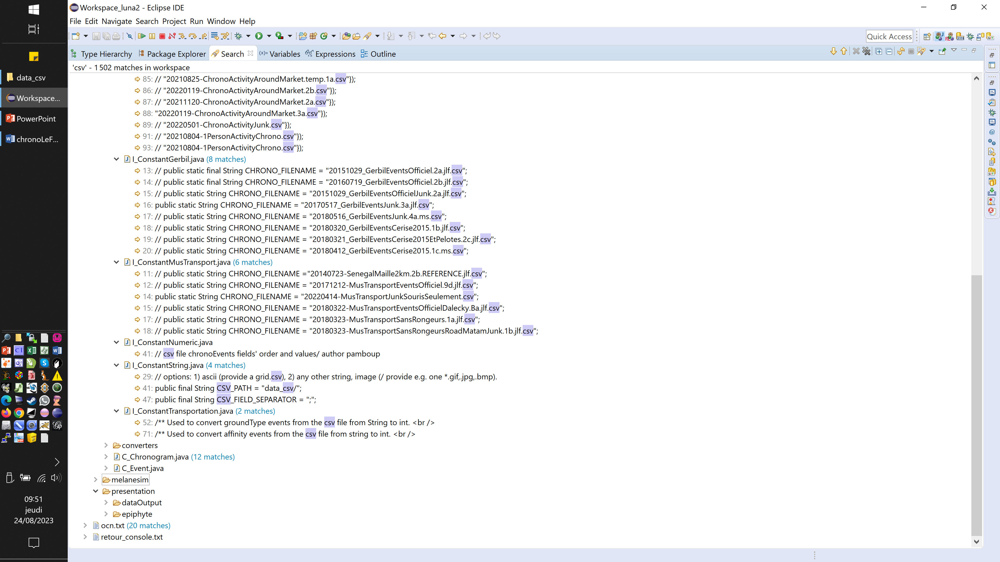 Workspace_luna2 - Eclipse IDE
File Edit Navigate Search Project Run Window Help
Quick Access
Type Hierarchy Package Explorer Search Variables Expressions Outline
'csv' - 1 502 matches in workspace
85: // "20210825-ChronoActivityAroundMarket.temp.1a.csv"});
86: // "20220119-ChronoActivityAroundMarket.2b.csv"});
87: // "20211120-ChronoActivityAroundMarket.2a.csv"});
88: "20220119-ChronoActivityAroundMarket.3a.csv"});
89: // "20220501-ChronoActivityJunk.csv"});
91: // "20210804-1PersonActivityChrono.csv"});
93: // "20210804-1PersonActivityChrono.csv"});
I_ConstantGerbil.java (8 matches)
13: // public static final String CHRONO_FILENAME = "20151029_GerbilEventsOfficiel.2a.jlf.csv";
14: // public static final String CHRONO_FILENAME = "20160719_GerbilEventsOfficiel.2b.jlf.csv";
15: // public static String CHRONO_FILENAME = "20151029_GerbilEventsOfficielJunk.2a.jlf.csv";
16: public static String CHRONO_FILENAME = "20170517_GerbilEventsJunk.3a.jlf.csv";
17: // public static String CHRONO_FILENAME = "20180516_GerbilEventsJunk.4a.ms.csv";
18: // public static String CHRONO_FILENAME = "20180320_GerbilEventsCerise2015.1b.jlf.csv";
19: // public static String CHRONO_FILENAME = "20180321_GerbilEventsCerise2015EtPelotes.2c.jlf.csv";
20: // public static String CHRONO_FILENAME = "20180412_GerbilEventsCerise2015.1c.ms.csv";
I_ConstantMusTransport.java (6 matches)
11: // public static String CHRONO_FILENAME ="20140723-SenegalMaille2km.2b.REFERENCE.jlf.csv";
12: // public static String CHRONO_FILENAME = "20171212-MusTransportEventsOfficiel.9d.jlf.csv";
14: public static String CHRONO_FILENAME = "20220414-MusTransportJunkSourisSeulement.csv";
15: // public static String CHRONO_FILENAME = "20180322-MusTransportEventsOfficielDalecky.Ba.jlf.csv";
17: // public static String CHRONO_FILENAME = "20180323-MusTransportSansRongeurs.1a.jlf.csv";
18: // public static String CHRONO_FILENAME = "20180323-MusTransportSansRongeursRoadMatamJunk.1b.jlf.csv";
I_ConstantNumeric.java
41: // csv file chronoEvents fields' order and values/ author pamboup
I_ConstantString.java (4 matches)
29: // options: 1) ascii (provide a grid.csv), 2) any other string, image (/ provide e.g. one *.gif,.jpg,.bmp).
41: public final String CSV_PATH = "data_csv/";
47: public final String CSV_FIELD_SEPARATOR = ";";
I_ConstantTransportation.java (2 matches)
52: /** Used to convert groundType events from the csv file from String to int. <br />
71: /** Used to convert affinity events from the csv file from string to int. <br />
converters
C_Chronogram.java (12 matches)
C_Event.java
melanesim
presentation
dataOutput
epiphyte
ocn.txt (20 matches)
retour_console.txt
data_csv
Workspace...
PowerPoint
chronoLeF...
09:51
jeudi
24/08/2023